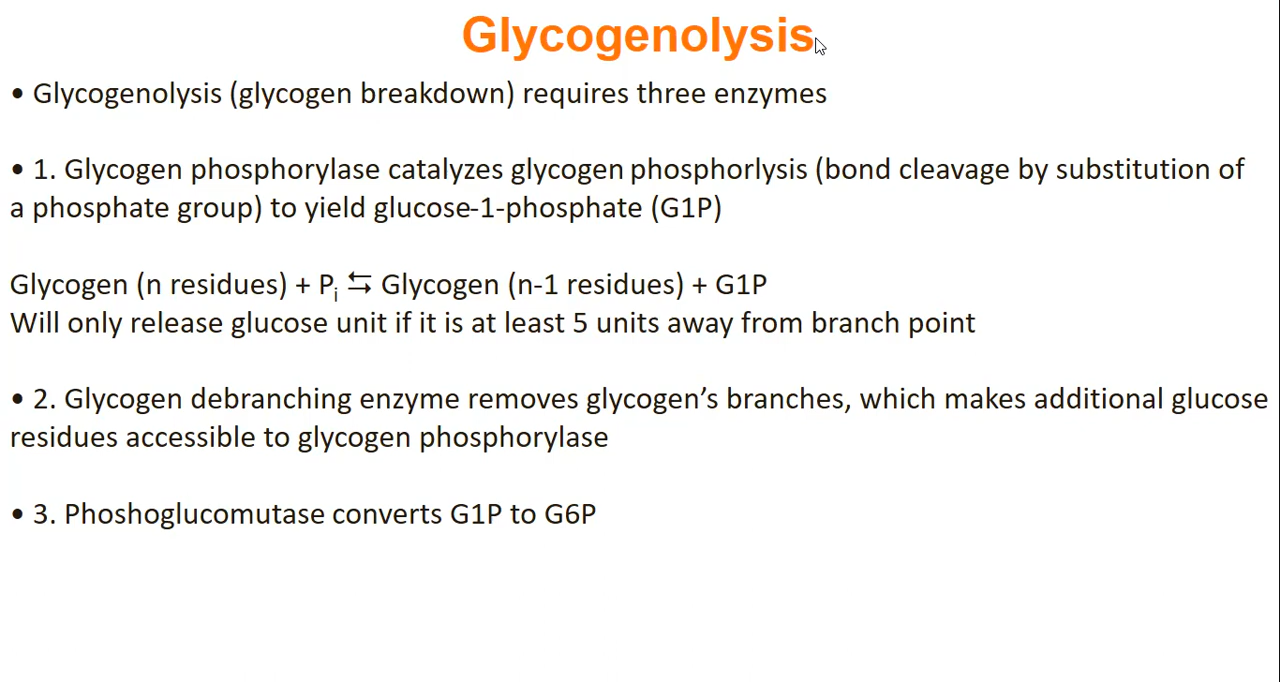 Glycogenolysis
• Glycogenolysis (glycogen breakdown) requires three enzymes
• 1. Glycogen phosphorylase catalyzes glycogen phosphorlysis (bond cleavage by substitution of
a phosphate group) to yield glucose-1-phosphate (G1P)
Glycogen (n residues) + Pi ⇆ Glycogen (n-1 residues) + G1P
Will only release glucose unit if it is at least 5 units away from branch point
• 2. Glycogen debranching enzyme removes glycogen’s branches, which makes additional glucose
residues accessible to glycogen phosphorylase
• 3. Phoshoglucomutase converts G1P to G6P